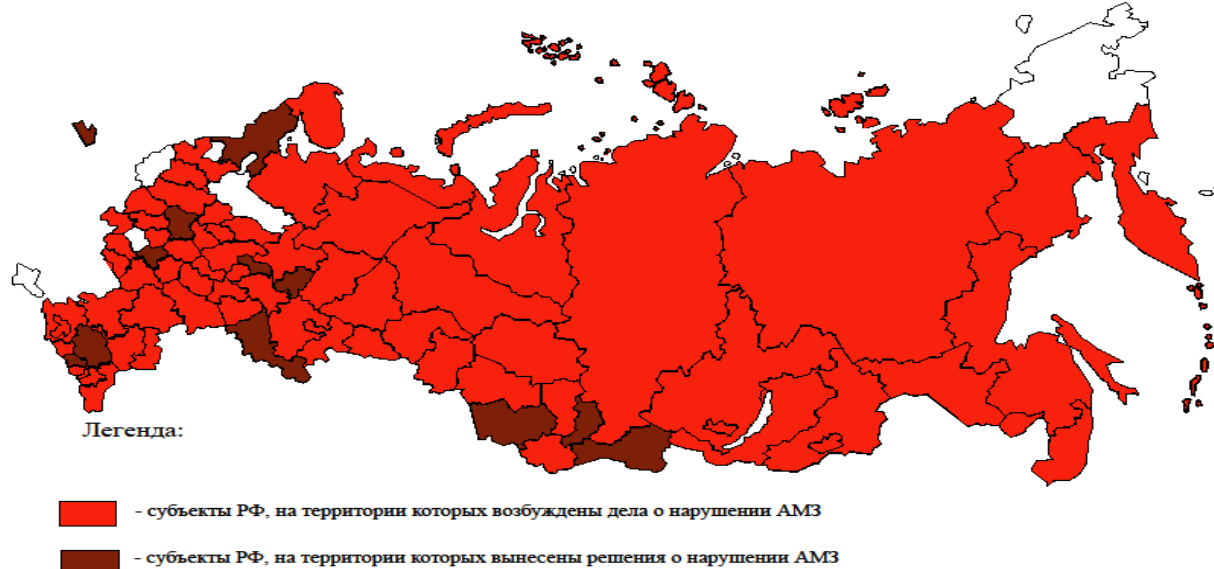 Легенда:
- субъекты РФ, на территории которых возбуждены дела о нарушении АМЗ
- субъекты РФ, на территории которых вынесены решения о нарушении АМЗ